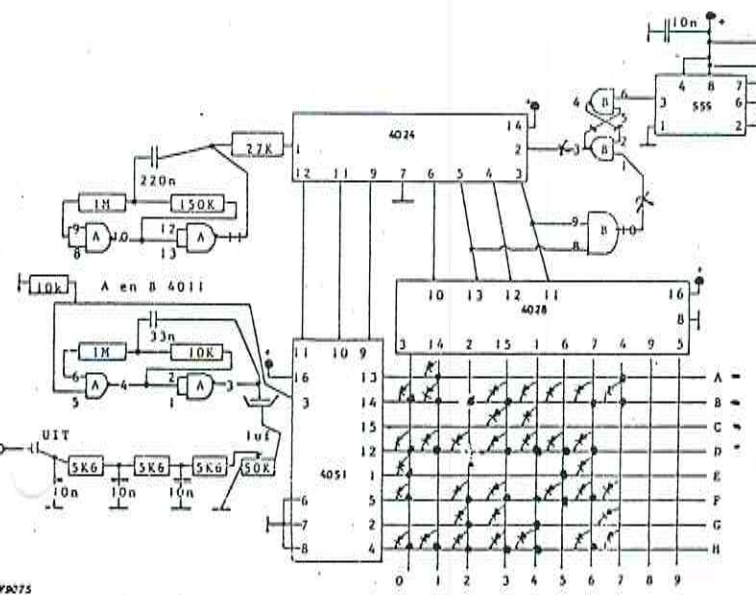 10n
+
4 8 7
6 3 555 6
1 2
4 B 6
5
3 B 2
1
14
4024
1 2
12 11 9 7 6 5 4 3
27K
220n
1M 150K
9 A 10 12 A 11
8 13
9 B 10
8
10k A en B 4011
33n
1M 10K
6 A 4 2 A 3
5 1
10 13 12 11 16
4028 8
3 14 2 15 1 6 7 4 9 5
11 10 9
16 13 A
3 14 B
15 C
12 D
4051 1 E
6 5 F
7 2 G
8 4 H
UIT 1uf
5K6 5K6 5K6 50K
10n 10n 10n
0 1 2 3 4 5 6 7 8 9